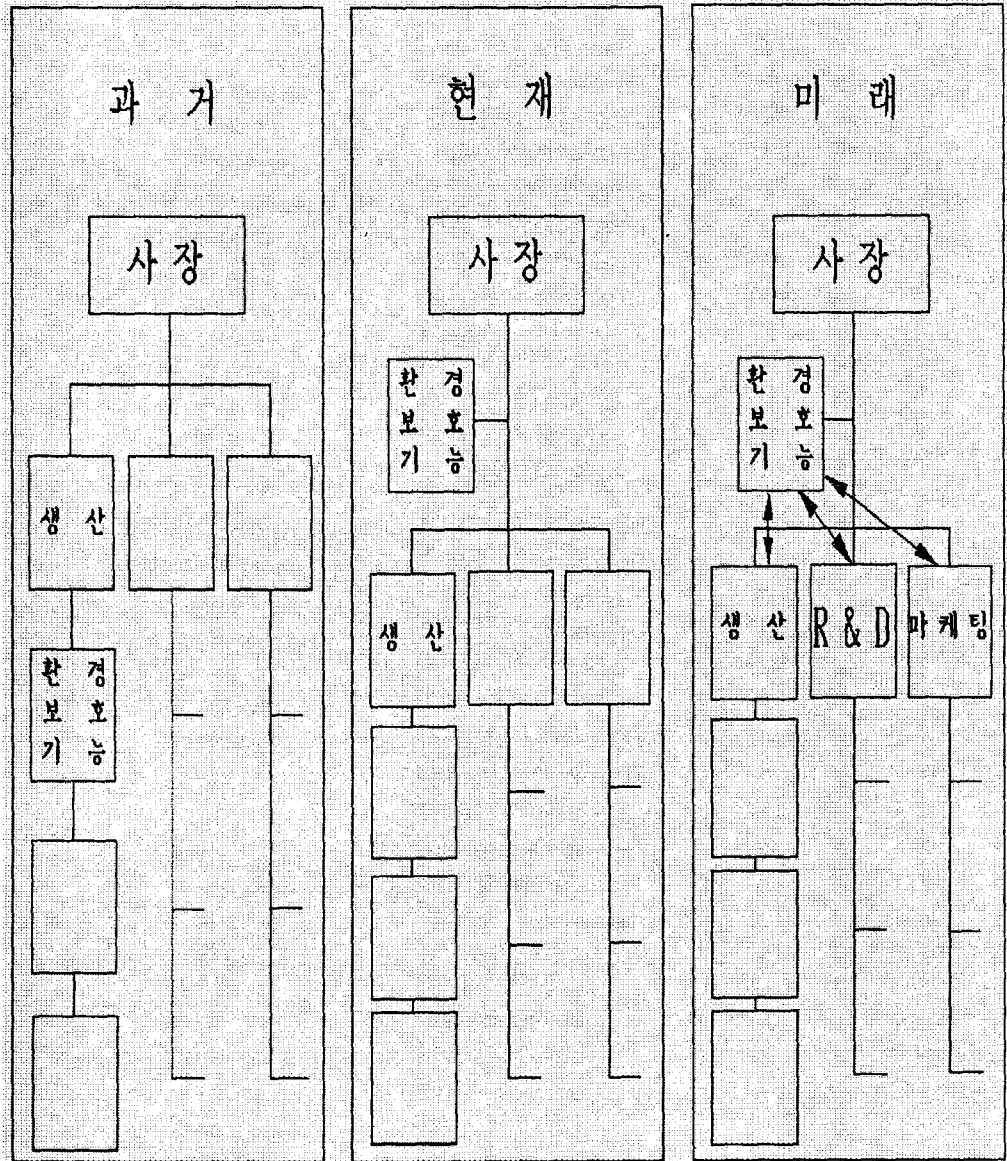 과 거
사 장
생 산
환 경
보 호
기 능
현 재
사 장
환 경
보 호
기 능
생 산
미 래
사 장
환 경
보 호
기 능
생 산
R & D
마 케 팅